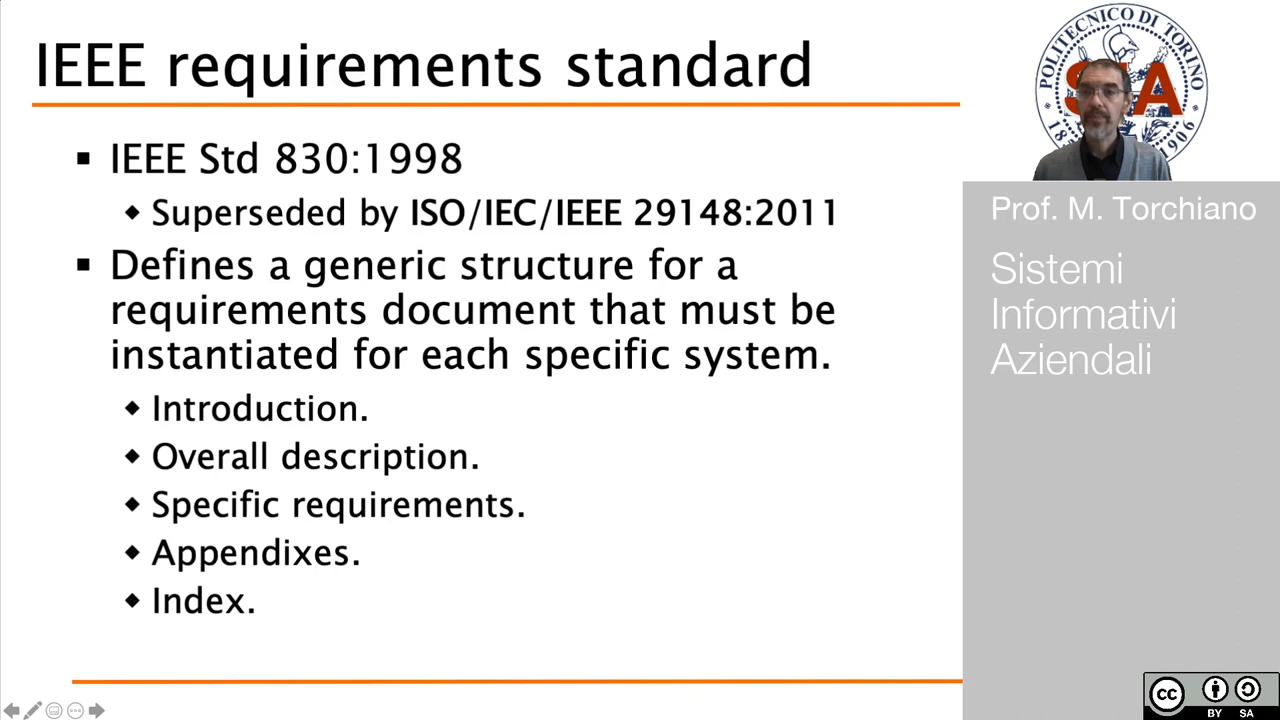 IEEE requirements standard
▪ IEEE Std 830:1998
◆ Superseded by ISO/IEC/IEEE 29148:2011
▪ Defines a generic structure for a
requirements document that must be
instantiated for each specific system.
◆ Introduction.
◆ Overall description.
◆ Specific requirements.
◆ Appendixes.
◆ Index.
POLITECNICO DI TORINO
Prof. M. Torchiano
Sistemi
Informativi
Aziendali
cc
BY SA